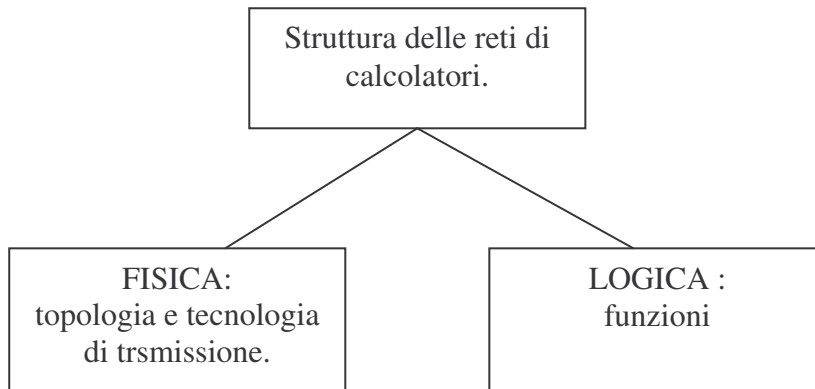 Struttura delle reti di
calcolatori.
FISICA:
topologia e tecnologia
di trsmissione.
LOGICA :
funzioni